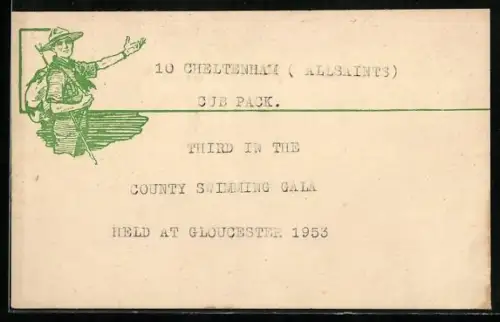 10 CHELTENHAM ( ALLSAINTS)
CUB PACK.
THIRD IN THE
COUNTY SWIMMING GALA
HELD AT GLOUCESTER 1953